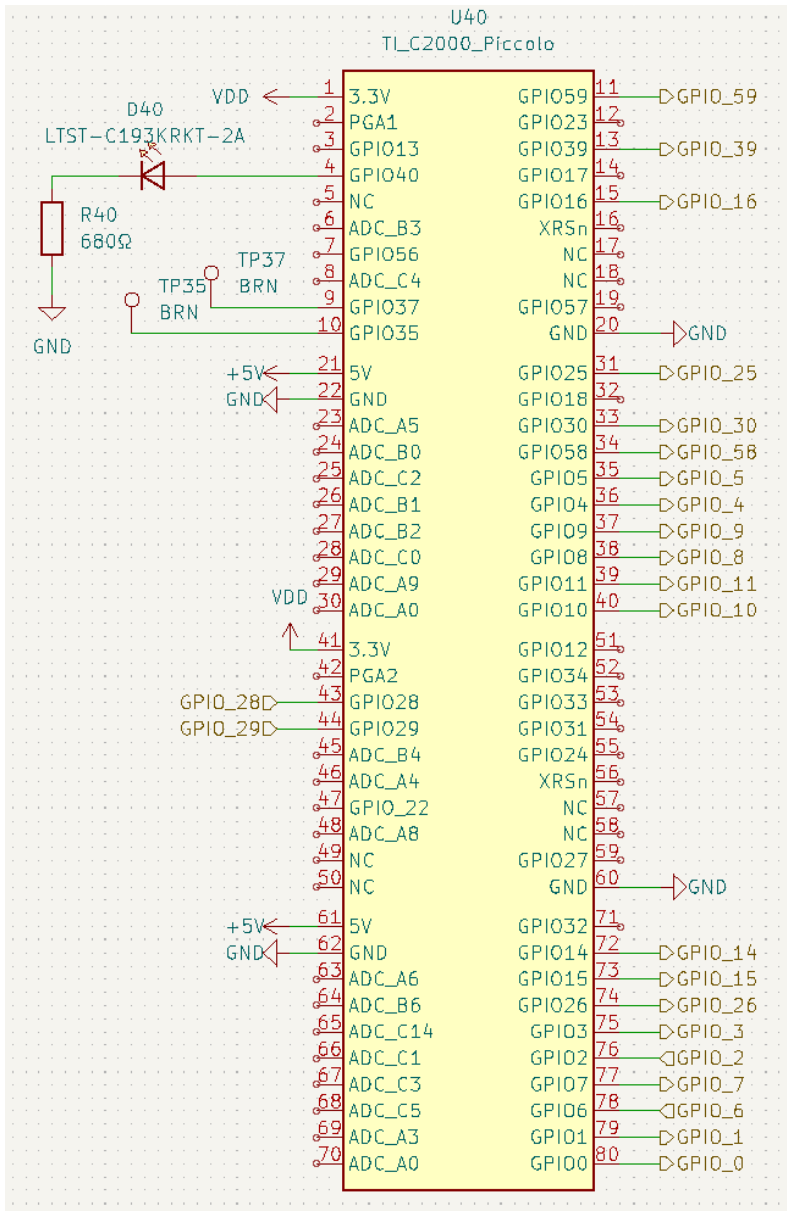 U40
TI_C2000_Piccolo
VDD
1 3.3V GPIO59 11 GPIO_59
D40
2 PGA1 GPIO23 12
LTST-C193KRKT-2A
3 GPIO13 GPIO39 13 GPIO_39
4 GPIO40 GPIO17 14
5 NC GPIO16 15 GPIO_16
R40
680Ω
6 ADC_B3 XRSn 16
7 GPIO56 NC 17
TP37
BRN
8 ADC_C4 NC 18
TP35
BRN
9 GPIO37 GPIO57 19
10 GPIO35 GND 20 GND
GND
+5V 21 5V GPIO25 31 GPIO_25
GND 22 GND GPIO18 32
23 ADC_A5 GPIO30 33 GPIO_30
24 ADC_B0 GPIO58 34 GPIO_58
25 ADC_C2 GPIO5 35 GPIO_5
26 ADC_B1 GPIO4 36 GPIO_4
27 ADC_B2 GPIO9 37 GPIO_9
28 ADC_C0 GPIO8 38 GPIO_8
29 ADC_A9 GPIO11 39 GPIO_11
VDD
30 ADC_A0 GPIO10 40 GPIO_10
41 3.3V GPIO12 51
42 PGA2 GPIO34 52
GPIO_28 43 GPIO28 GPIO33 53
GPIO_29 44 GPIO29 GPIO31 54
45 ADC_B4 GPIO24 55
46 ADC_A4 XRSn 56
47 GPIO_22 NC 57
48 ADC_A8 NC 58
49 NC GPIO27 59
50 NC GND 60 GND
+5V 61 5V GPIO32 71
GND 62 GND GPIO14 72 GPIO_14
63 ADC_A6 GPIO15 73 GPIO_15
64 ADC_B6 GPIO26 74 GPIO_26
65 ADC_C14 GPIO3 75 GPIO_3
66 ADC_C1 GPIO2 76 GPIO_2
67 ADC_C3 GPIO7 77 GPIO_7
68 ADC_C5 GPIO6 78 GPIO_6
69 ADC_A3 GPIO1 79 GPIO_1
70 ADC_A0 GPIO0 80 GPIO_0